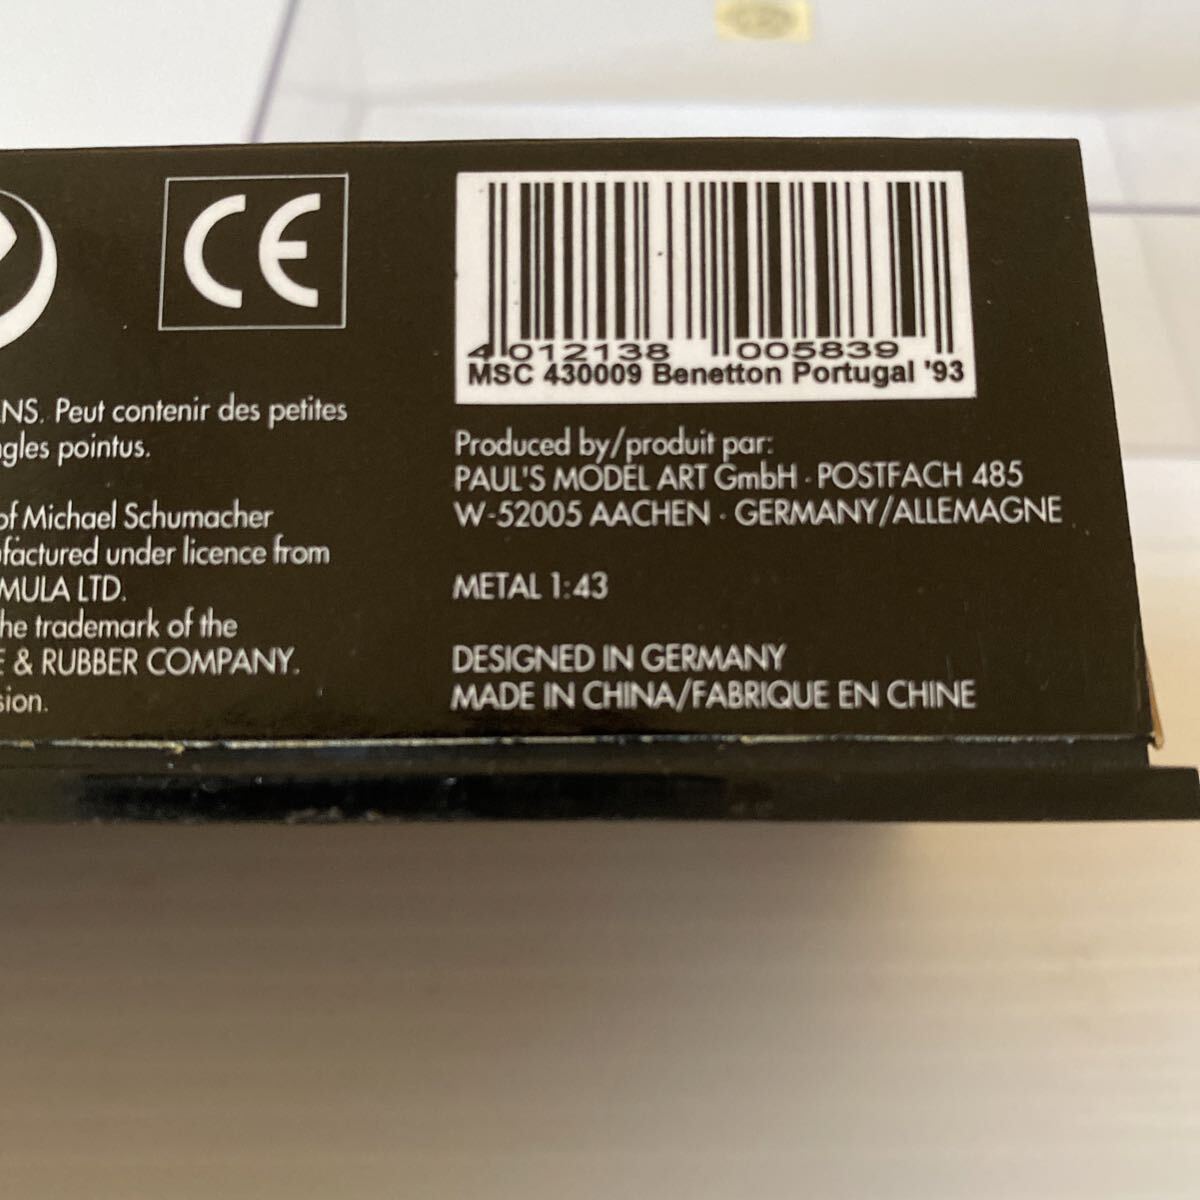 CE
4 012138 005839
MSC 430009 Benetton Portugal '93
NS. Peut contenir des petites
gles pointus.
of Michael Schumacher
factured under licence from
MULA LTD.
he trademark of the
& RUBBER COMPANY.
sion.
Produced by/produit par:
PAUL'S MODEL ART GmbH · POSTFACH 485
W-52005 AACHEN · GERMANY/ALLEMAGNE
METAL 1:43
DESIGNED IN GERMANY
MADE IN CHINA/FABRIQUE EN CHINE